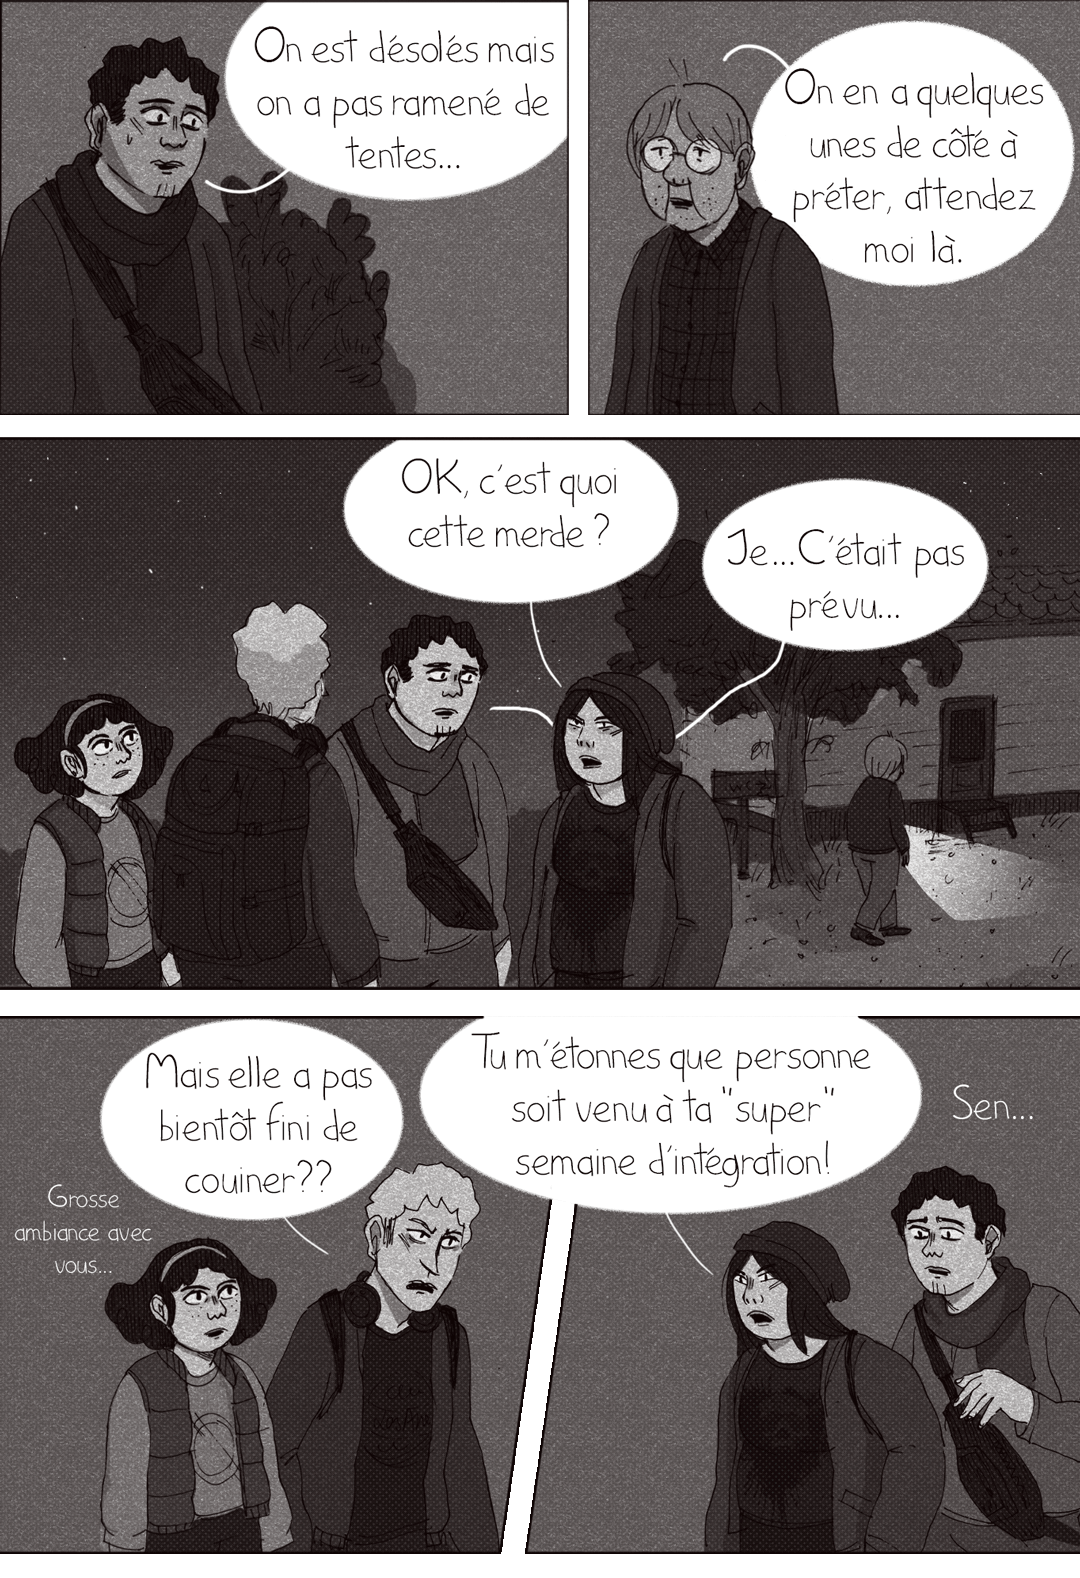 On est désolés mais
on a pas ramené de
tentes...
On en a quelques
unes de côté à
préter, attendez
moi là.
OK, c'est quoi
cette merde ?
Je...C'était pas
prévu...
Mais elle a pas
bientôt fini de
couiner??
Grosse
ambiance avec
vous...
Tu m'étonnes que personne
soit venu à ta "super"
semaine d'intégration!
Sen...